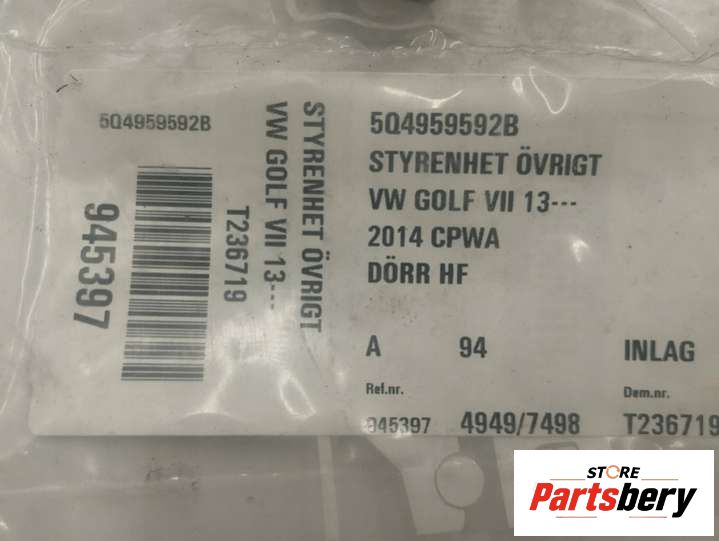 5Q4959592B
945397
T236719
VW GOLF VII 13---
STYRENHET ÖVRIGT
5Q4959592B
STYRENHET ÖVRIGT
VW GOLF VII 13---
2014 CPWA
DÖRR HF
A 94 INLAG
Ref.nr. Dem.nr.
945397 4949/7498 T236719
STORE
Partsbery